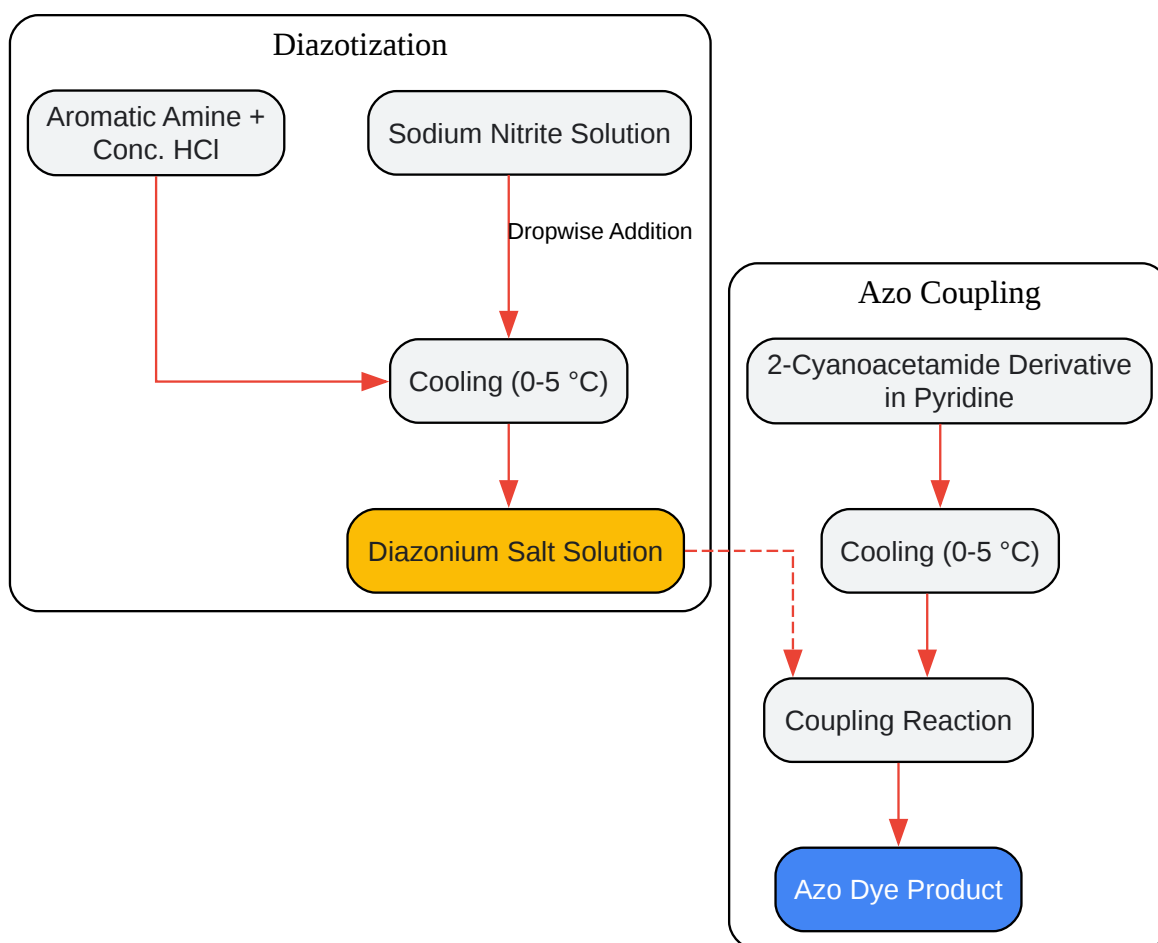 Diazotization
Aromatic Amine +
Conc. HCl
Sodium Nitrite Solution
Dropwise Addition
Cooling (0-5 °C)
Diazonium Salt Solution
Azo Coupling
2-Cyanoacetamide Derivative
in Pyridine
Cooling (0-5 °C)
Coupling Reaction
Azo Dye Product